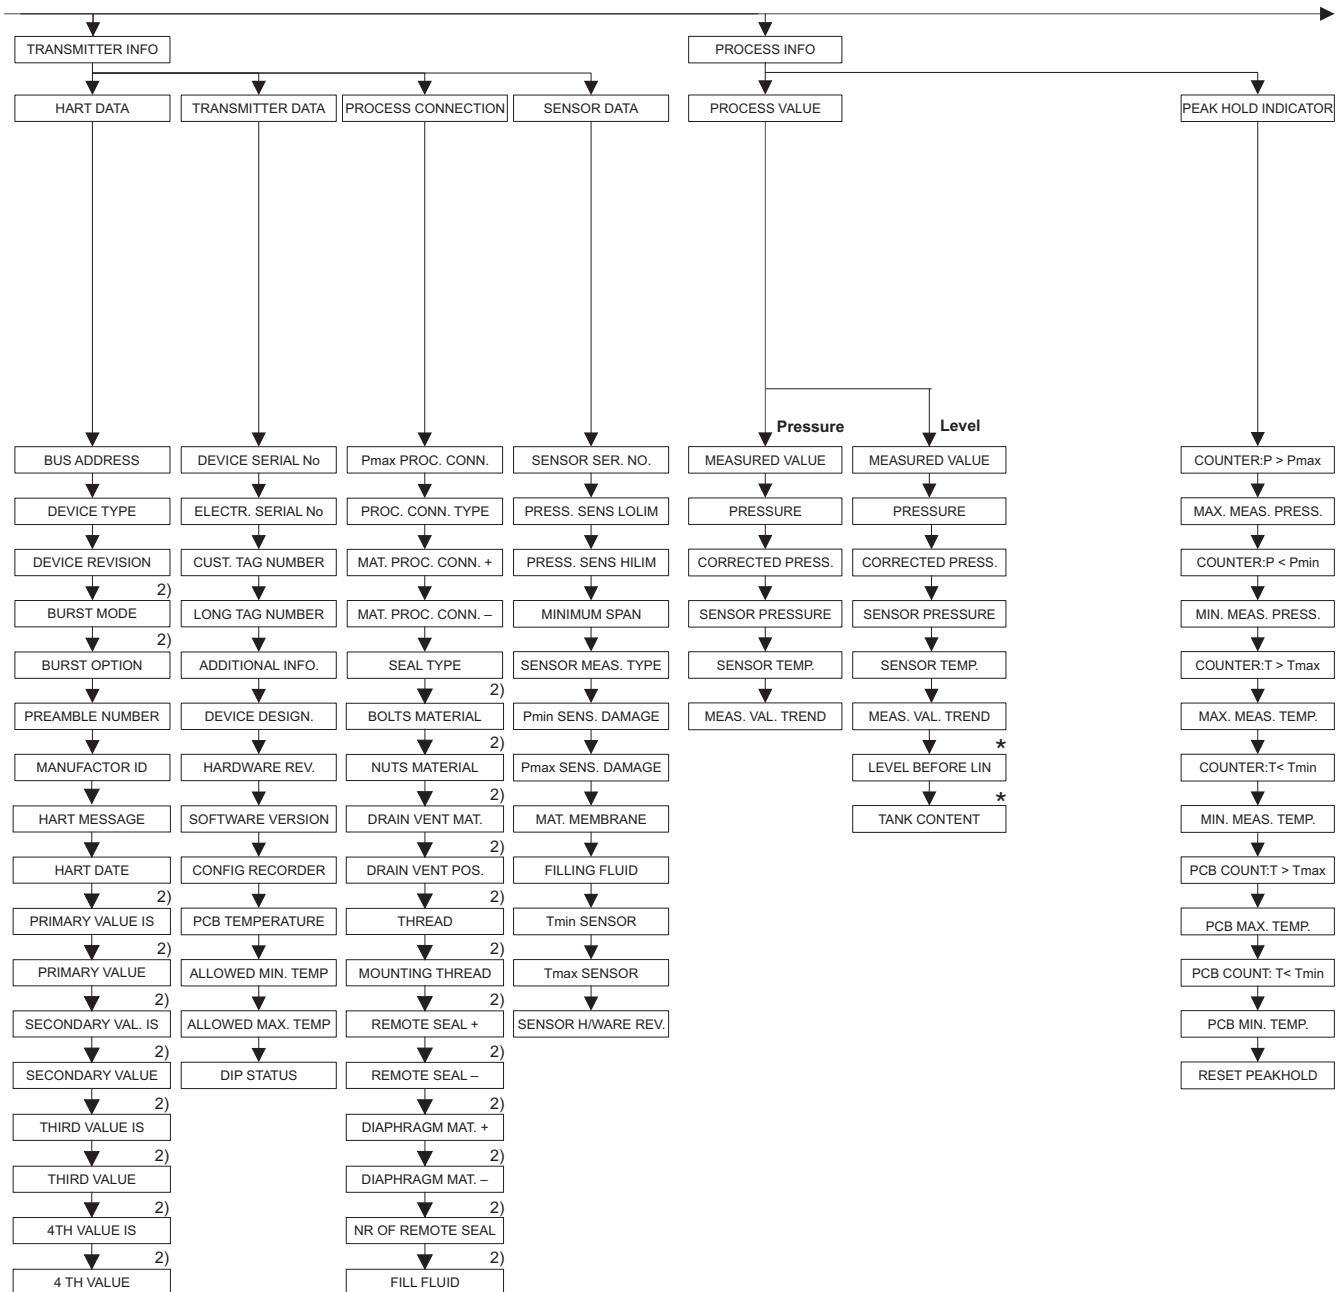 TRANSMITTER INFO
PROCESS INFO
HART DATA
TRANSMITTER DATA
PROCESS CONNECTION
SENSOR DATA
PROCESS VALUE
PEAK HOLD INDICATOR
Pressure
Level
BUS ADDRESS
DEVICE TYPE
DEVICE REVISION
2)
BURST MODE
2)
BURST OPTION
PREAMBLE NUMBER
MANUFACTOR ID
HART MESSAGE
HART DATE
2)
PRIMARY VALUE IS
2)
PRIMARY VALUE
2)
SECONDARY VAL. IS
2)
SECONDARY VALUE
2)
THIRD VALUE IS
2)
THIRD VALUE
2)
4TH VALUE IS
2)
4 TH VALUE
DEVICE SERIAL No
ELECTR. SERIAL No
CUST. TAG NUMBER
LONG TAG NUMBER
ADDITIONAL INFO.
DEVICE DESIGN.
HARDWARE REV.
SOFTWARE VERSION
CONFIG RECORDER
PCB TEMPERATURE
ALLOWED MIN. TEMP
ALLOWED MAX. TEMP
DIP STATUS
Pmax PROC. CONN.
PROC. CONN. TYPE
MAT. PROC. CONN. +
MAT. PROC. CONN. –
SEAL TYPE
2)
BOLTS MATERIAL
2)
NUTS MATERIAL
2)
DRAIN VENT MAT.
2)
DRAIN VENT POS.
2)
THREAD
2)
MOUNTING THREAD
2)
REMOTE SEAL +
2)
REMOTE SEAL –
2)
DIAPHRAGM MAT. +
2)
DIAPHRAGM MAT. –
2)
NR OF REMOTE SEAL
2)
FILL FLUID
SENSOR SER. NO.
PRESS. SENS LOLIM
PRESS. SENS HILIM
MINIMUM SPAN
SENSOR MEAS. TYPE
Pmin SENS. DAMAGE
Pmax SENS. DAMAGE
MAT. MEMBRANE
FILLING FLUID
Tmin SENSOR
Tmax SENSOR
SENSOR H/WARE REV.
MEASURED VALUE
PRESSURE
CORRECTED PRESS.
SENSOR PRESSURE
SENSOR TEMP.
MEAS. VAL. TREND
MEASURED VALUE
PRESSURE
CORRECTED PRESS.
SENSOR PRESSURE
SENSOR TEMP.
MEAS. VAL. TREND
*
LEVEL BEFORE LIN
*
TANK CONTENT
COUNTER:P > Pmax
MAX. MEAS. PRESS.
COUNTER:P < Pmin
MIN. MEAS. PRESS.
COUNTER:T > Tmax
MAX. MEAS. TEMP.
COUNTER:T< Tmin
MIN. MEAS. TEMP.
PCB COUNT:T > Tmax
PCB MAX. TEMP.
PCB COUNT: T< Tmin
PCB MIN. TEMP.
RESET PEAKHOLD